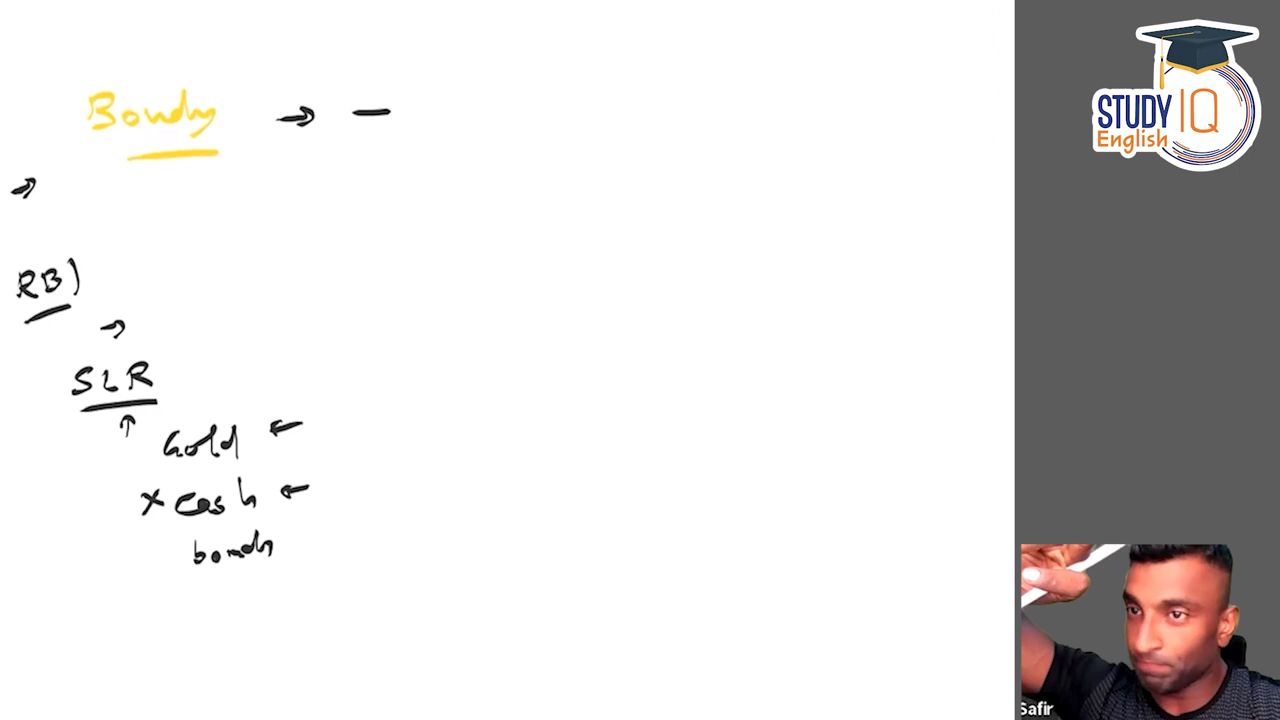 Bonds → -
→
RBI
→
SLR
↑
Gold ←
x cash ←
bonds
STUDY IQ
English
Safir